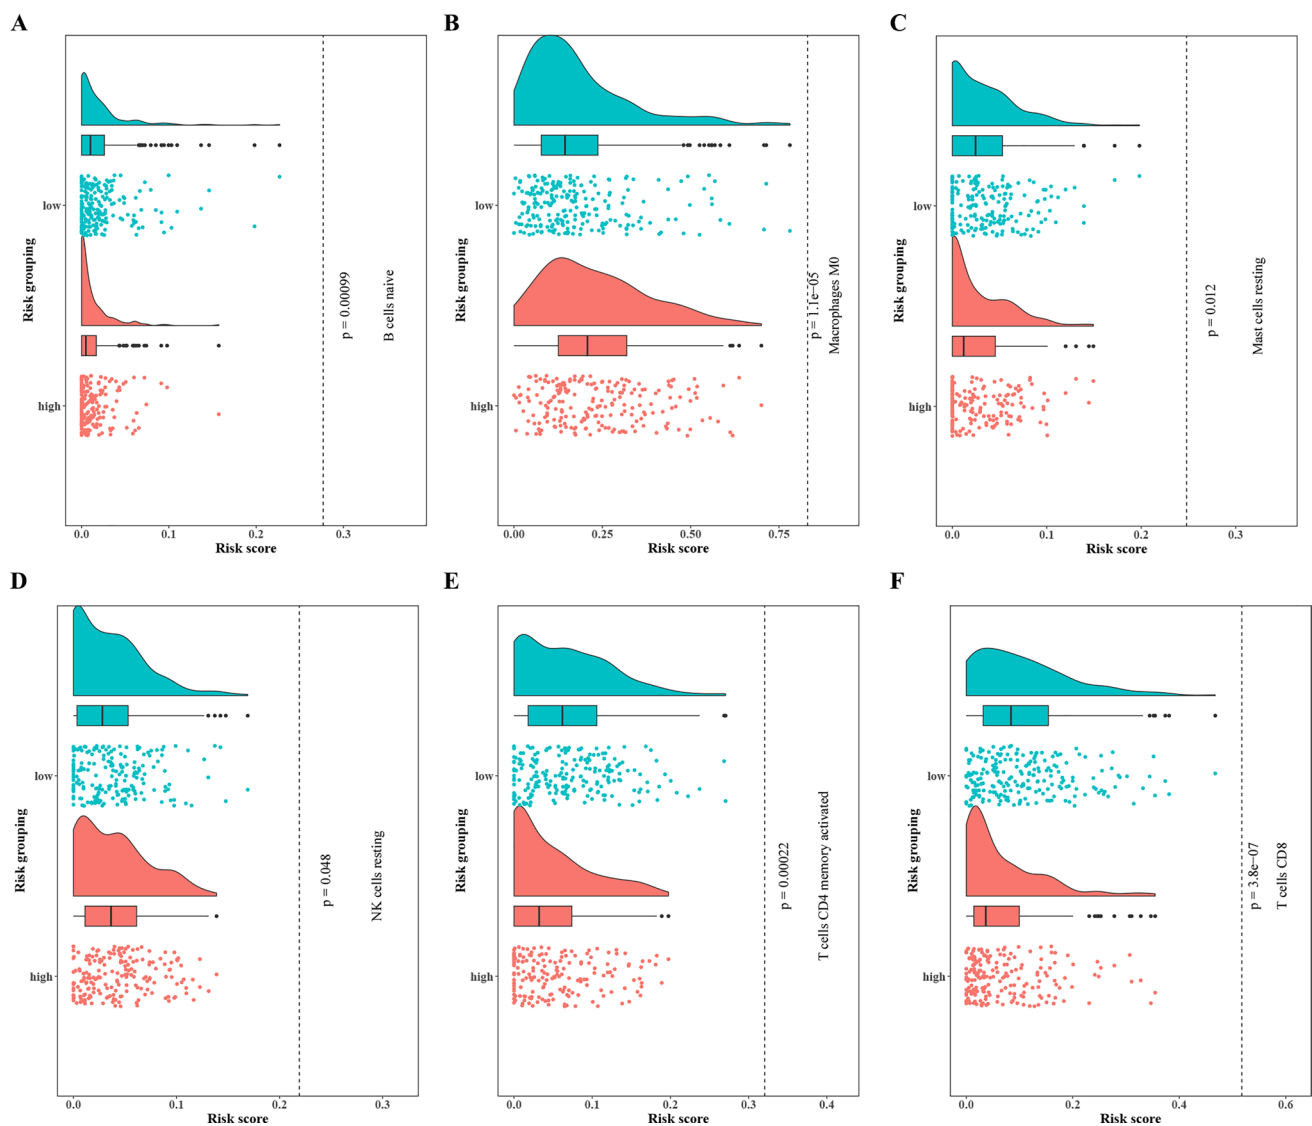 A
Risk grouping
low
high
p = 0.00099
B cells naive
0.0
0.1
0.2
0.3
Risk score
B
Risk grouping
low
high
p = 1.1e−05
Macrophages M0
0.00
0.25
0.50
0.75
Risk score
C
Risk grouping
low
high
p = 0.012
Mast cells resting
0.0
0.1
0.2
0.3
Risk score
D
Risk grouping
low
high
p = 0.048
NK cells resting
0.0
0.1
0.2
0.3
Risk score
E
Risk grouping
low
high
p = 0.00022
T cells CD4 memory activated
0.0
0.1
0.2
0.3
0.4
Risk score
F
Risk grouping
low
high
p = 3.8e−07
T cells CD8
0.0
0.2
0.4
0.6
Risk score